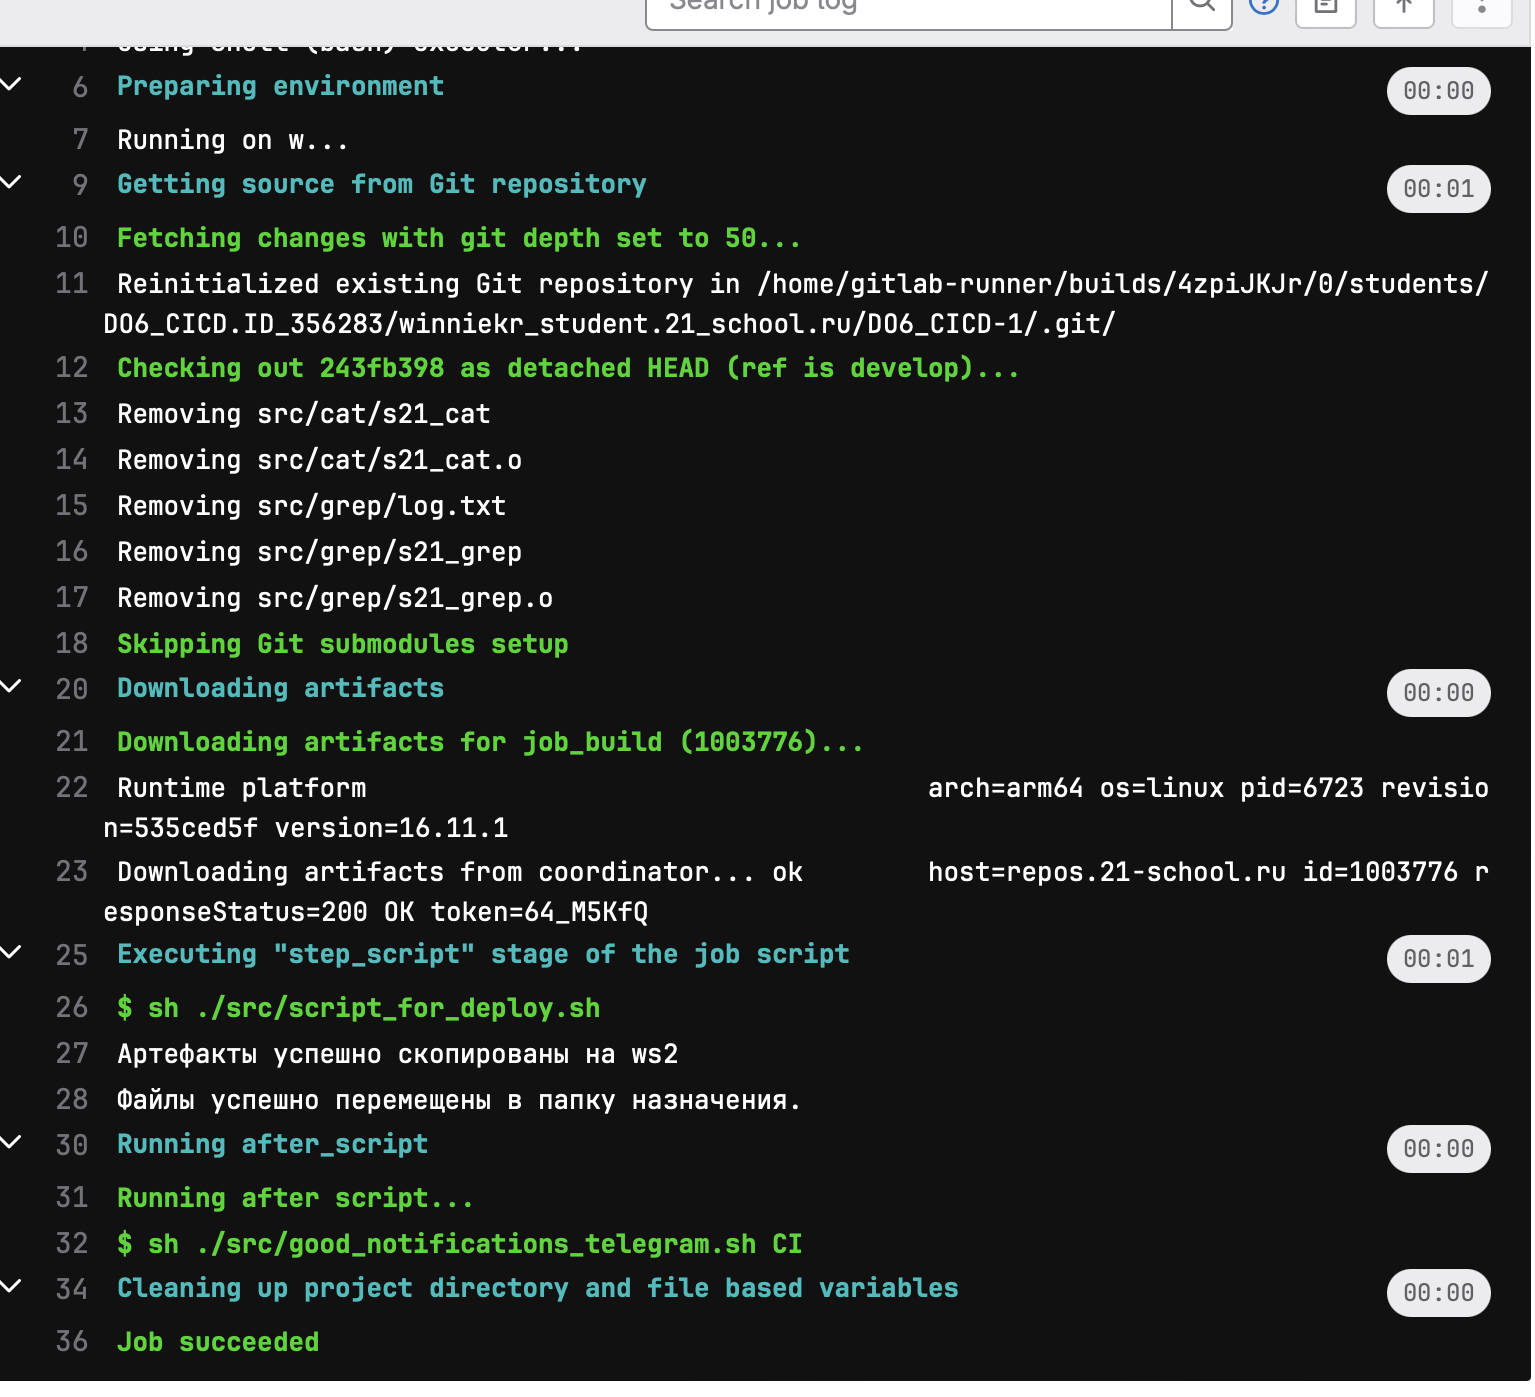 Search job log
Using Shell (bash) executor...
6 Preparing environment 00:00
7 Running on w...
9 Getting source from Git repository 00:01
10 Fetching changes with git depth set to 50...
11 Reinitialized existing Git repository in /home/gitlab-runner/builds/4zpiJKJr/0/students/
DO6_CICD.ID_356283/winniekr_student.21_school.ru/DO6_CICD-1/.git/
12 Checking out 243fb398 as detached HEAD (ref is develop)...
13 Removing src/cat/s21_cat
14 Removing src/cat/s21_cat.o
15 Removing src/grep/log.txt
16 Removing src/grep/s21_grep
17 Removing src/grep/s21_grep.o
18 Skipping Git submodules setup
20 Downloading artifacts 00:00
21 Downloading artifacts for job_build (1003776)...
22 Runtime platform arch=arm64 os=linux pid=6723 revisio
n=535ced5f version=16.11.1
23 Downloading artifacts from coordinator... ok host=repos.21-school.ru id=1003776 r
esponseStatus=200 OK token=64_M5KfQ
25 Executing "step_script" stage of the job script 00:01
26 $ sh ./src/script_for_deploy.sh
27 Артефакты успешно скопированы на ws2
28 Файлы успешно перемещены в папку назначения.
30 Running after_script 00:00
31 Running after script...
32 $ sh ./src/good_notifications_telegram.sh CI
34 Cleaning up project directory and file based variables 00:00
36 Job succeeded